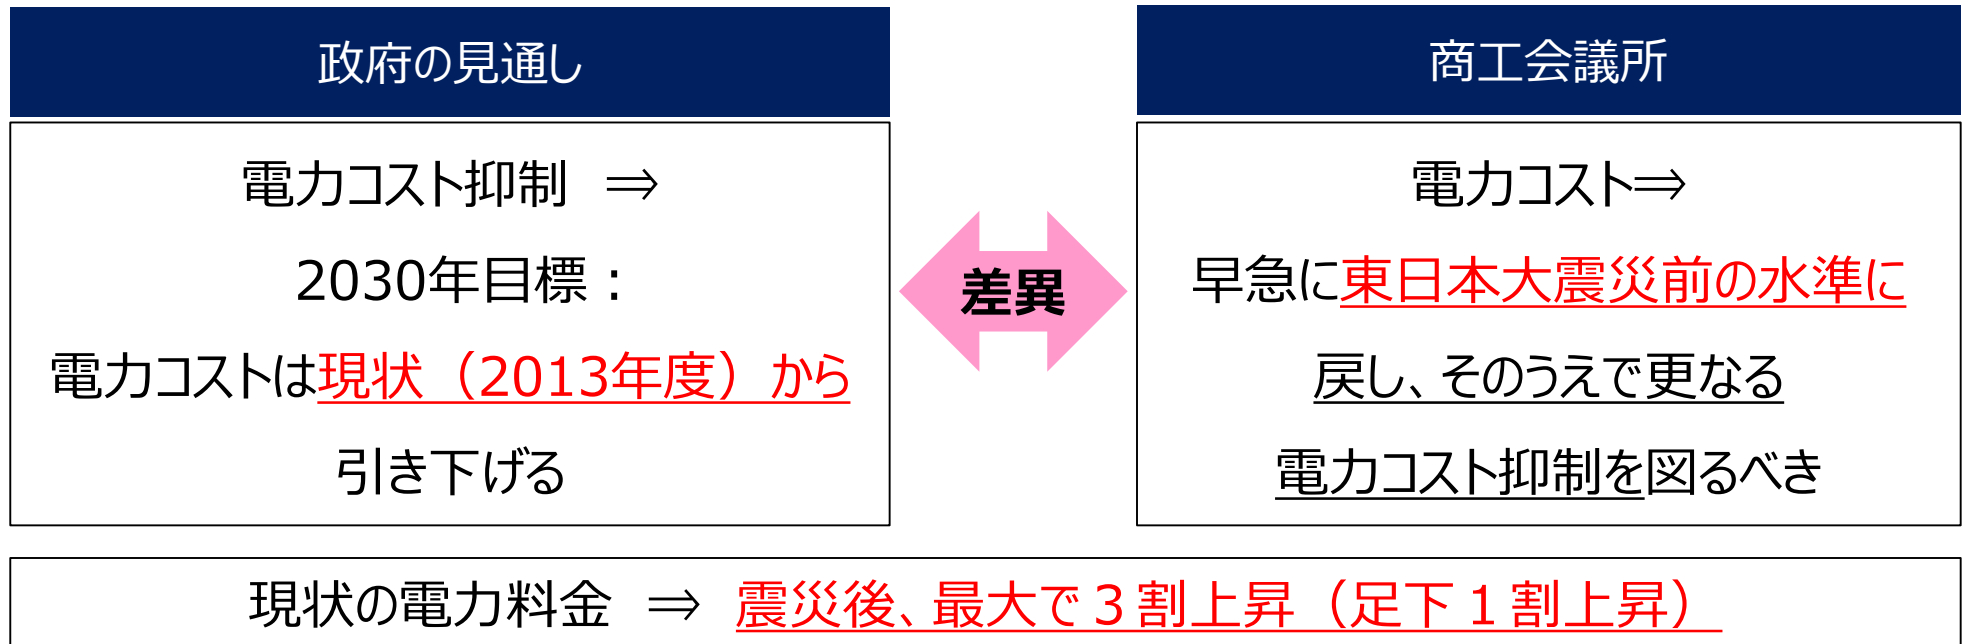 政府の見通し
電力コスト抑制　⇒
2030年目標：
電力コストは現状（2013年度）から
引き下げる
差異
商工会議所
電力コスト⇒
早急に東日本大震災前の水準に
戻し、そのうえで更なる
電力コスト抑制を図るべき
現状の電力料金　⇒　震災後、最大で３割上昇（足下１割上昇）